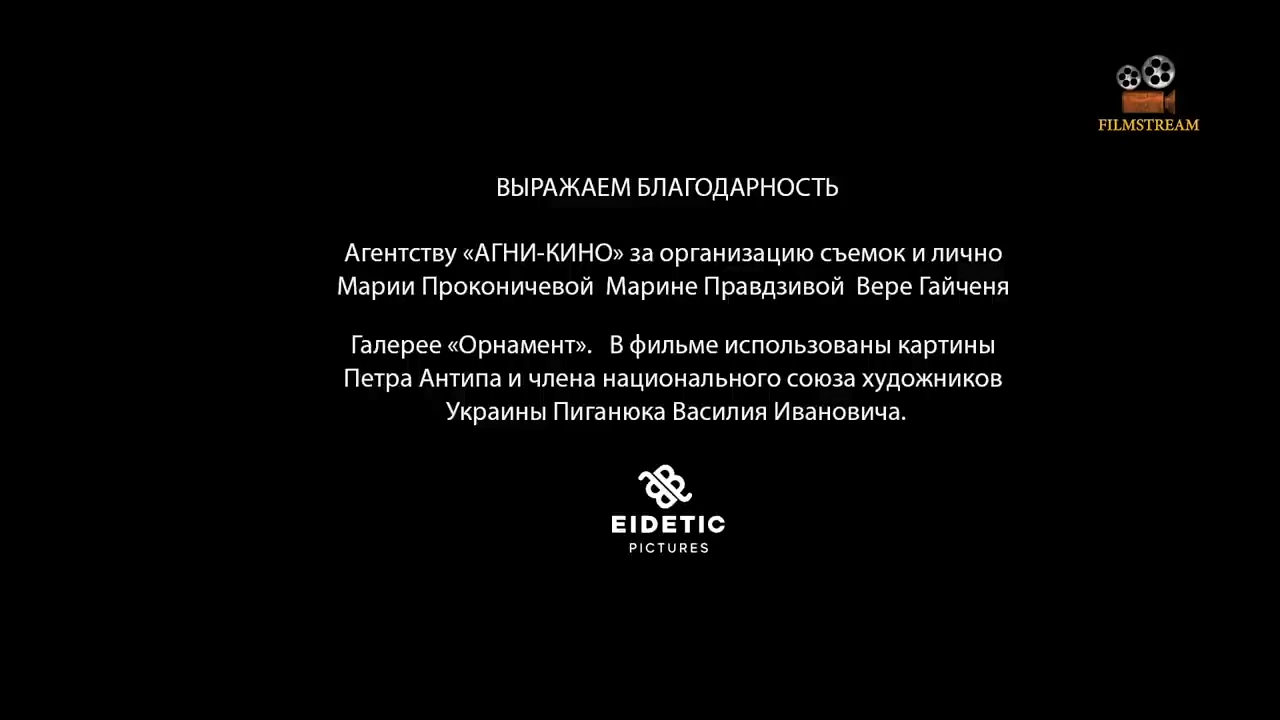 FILMSTREAM
ВЫРАЖАЕМ БЛАГОДАРНОСТЬ
Агентству «АГНИ-КИНО» за организацию съемок и лично
Марии Проконичевой Марине Правдзивой Вере Гайченя
Галерее «Орнамент». В фильме использованы картины
Петра Антипа и члена национального союза художников
Украины Пиганюка Василия Ивановича.
EIDETIC
PICTURES